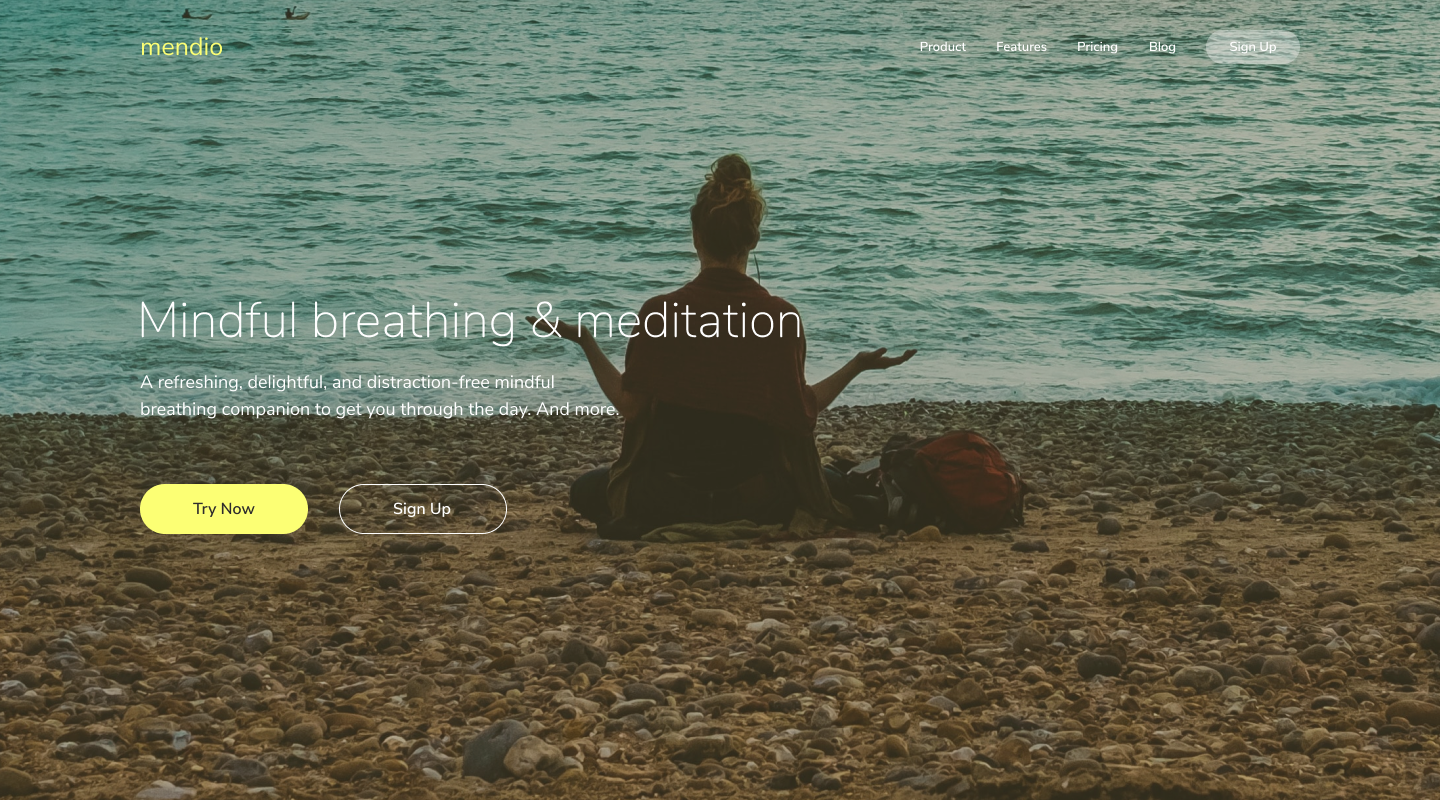 mendio
Product
Features
Pricing
Blog
Sign Up
Mindful breathing & meditation
A refreshing, delightful, and distraction-free mindful
breathing companion to get you through the day. And more.
Try Now
Sign Up